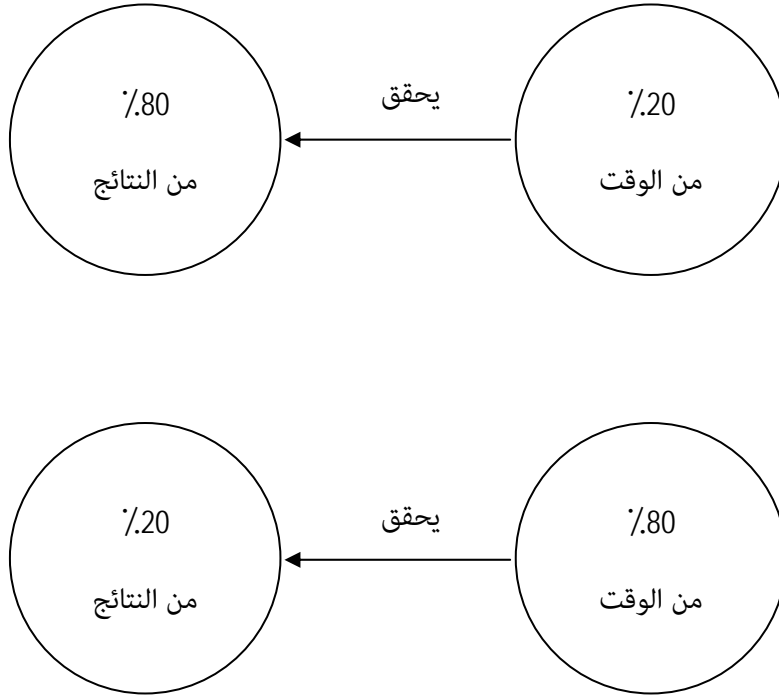 ٪20
من الوقت
يحقق
٪80
من النتائج
٪80
من الوقت
يحقق
٪20
من النتائج